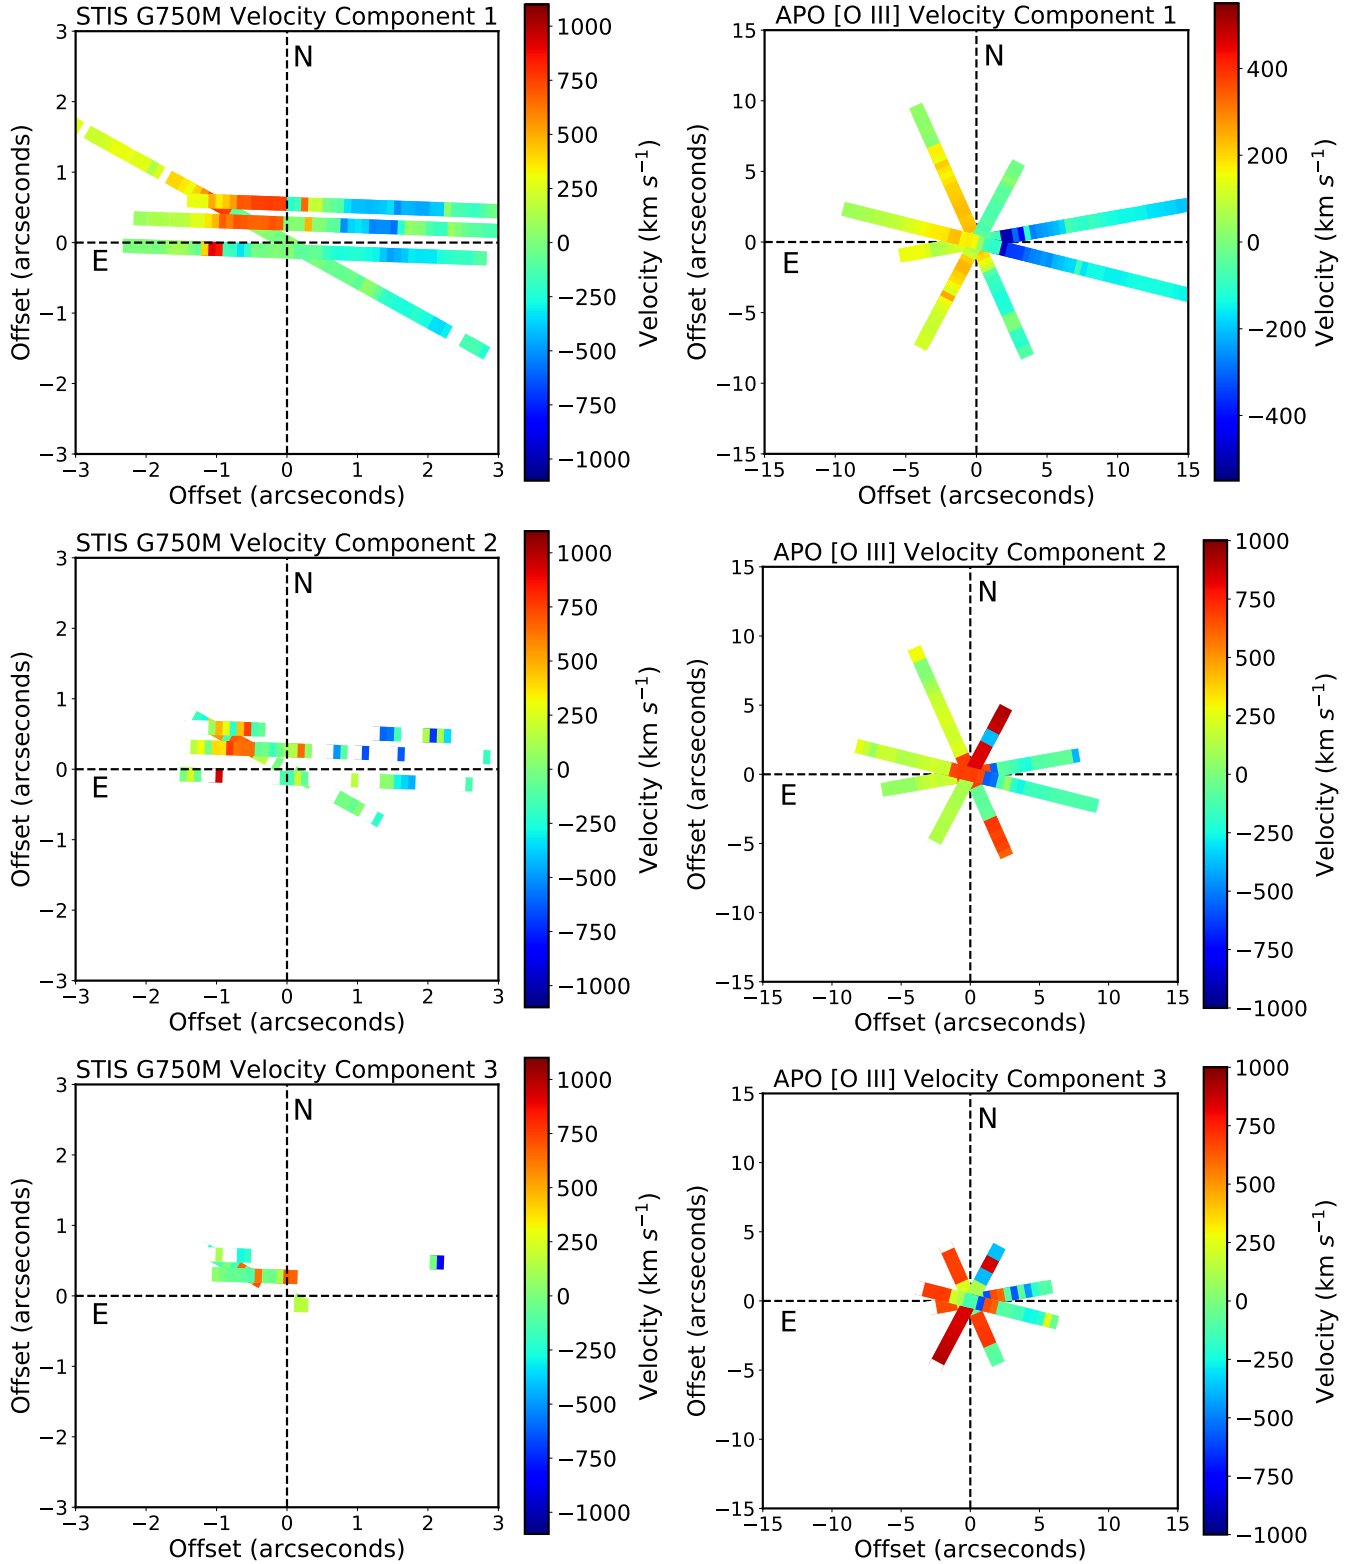 STIS G750M Velocity Component 1
3
2
1
0
−1
−2
−3
−3 −2 −1 0 1 2 3
Offset (arcseconds)
Offset (arcseconds)
N
E
1000
750
500
250
0
−250
−500
−750
−1000
Velocity (km s−1)
APO [O III] Velocity Component 1
15
10
5
0
−5
−10
−15
−15 −10 −5 0 5 10 15
Offset (arcseconds)
Offset (arcseconds)
N
E
400
200
0
−200
−400
Velocity (km s−1)
STIS G750M Velocity Component 2
3
2
1
0
−1
−2
−3
−3 −2 −1 0 1 2 3
Offset (arcseconds)
Offset (arcseconds)
N
E
1000
750
500
250
0
−250
−500
−750
−1000
Velocity (km s−1)
APO [O III] Velocity Component 2
15
10
5
0
−5
−10
−15
−15 −10 −5 0 5 10 15
Offset (arcseconds)
Offset (arcseconds)
N
E
1000
750
500
250
0
−250
−500
−750
−1000
Velocity (km s−1)
STIS G750M Velocity Component 3
3
2
1
0
−1
−2
−3
−3 −2 −1 0 1 2 3
Offset (arcseconds)
Offset (arcseconds)
N
E
1000
750
500
250
0
−250
−500
−750
−1000
Velocity (km s−1)
APO [O III] Velocity Component 3
15
10
5
0
−5
−10
−15
−15 −10 −5 0 5 10 15
Offset (arcseconds)
Offset (arcseconds)
N
E
1000
750
500
250
0
−250
−500
−750
−1000
Velocity (km s−1)